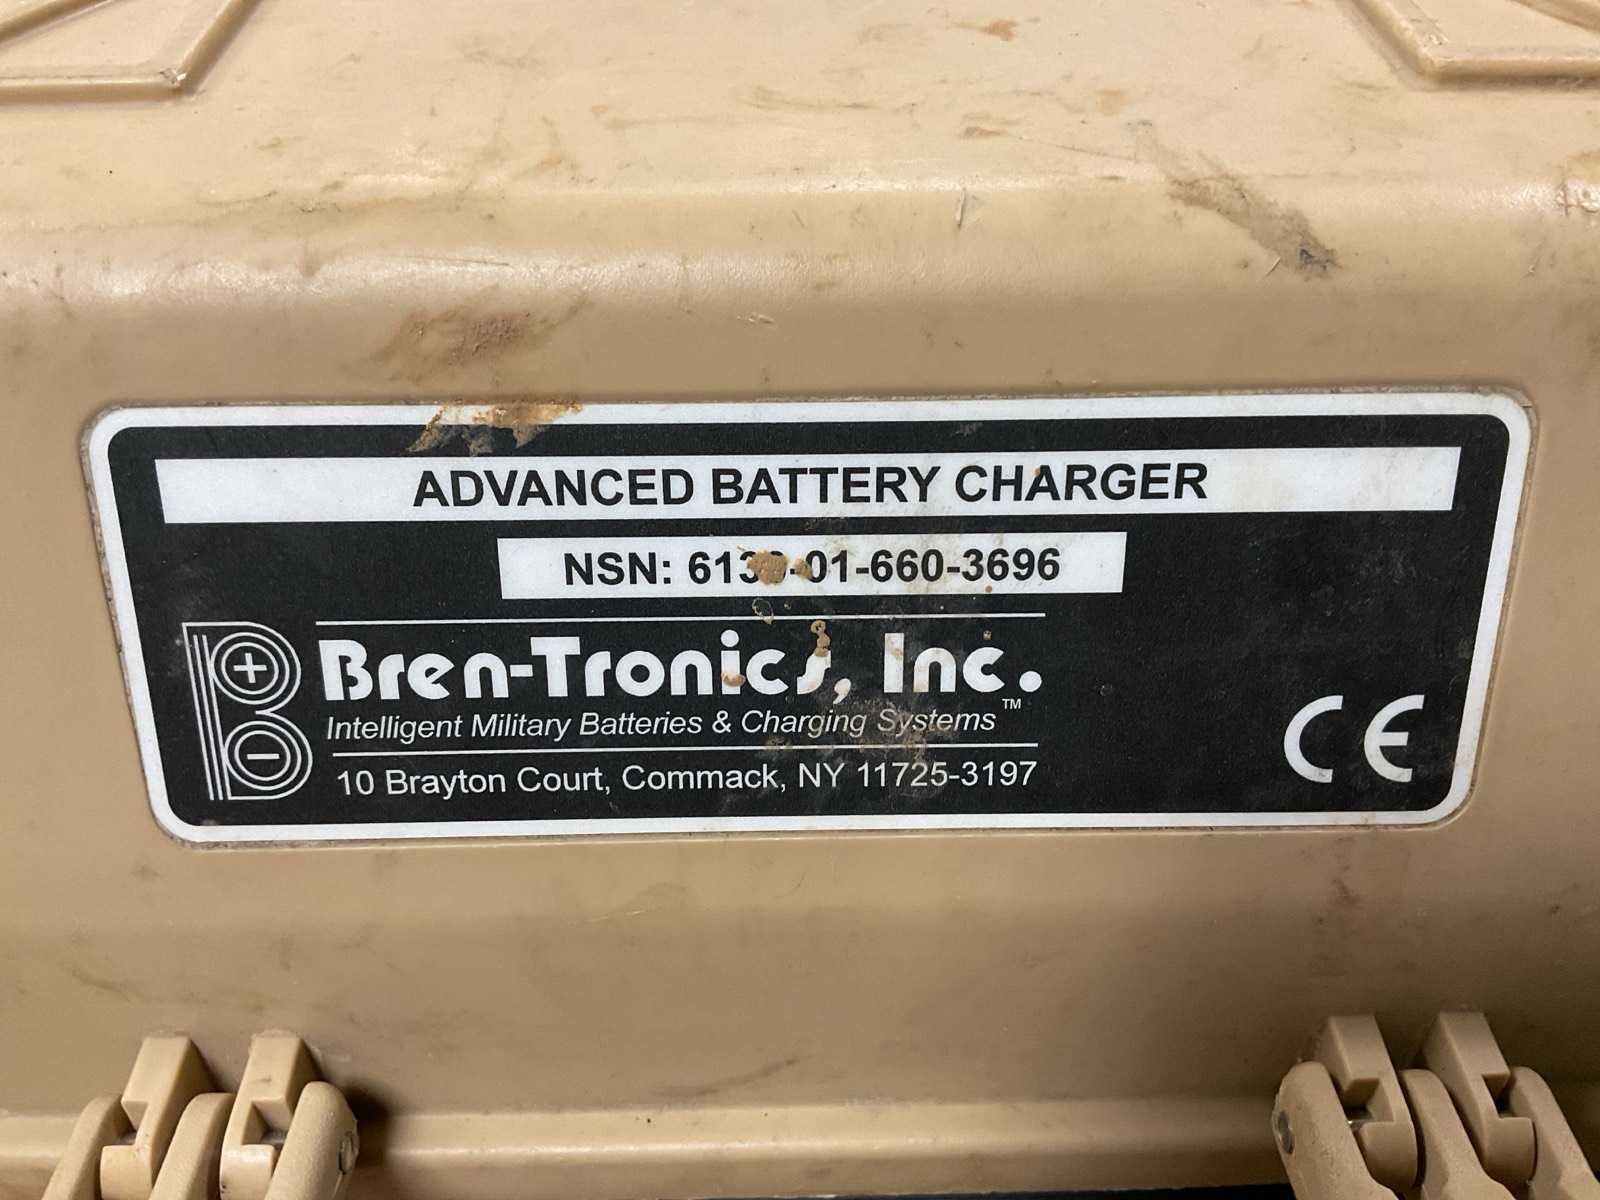 ADVANCED BATTERY CHARGER
NSN: 6130-01-660-3696
Bren-Tronics, Inc.
Intelligent Military Batteries & Charging Systems™
10 Brayton Court, Commack, NY 11725-3197
CE